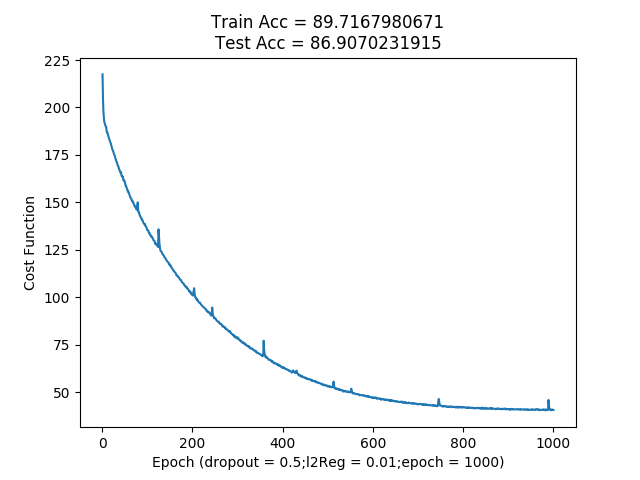 Train Acc = 89.7167980671
Test Acc = 86.9070231915
225
200
175
150
125
100
75
50
Cost Function
0 200 400 600 800 1000
Epoch (dropout = 0.5;l2Reg = 0.01;epoch = 1000)